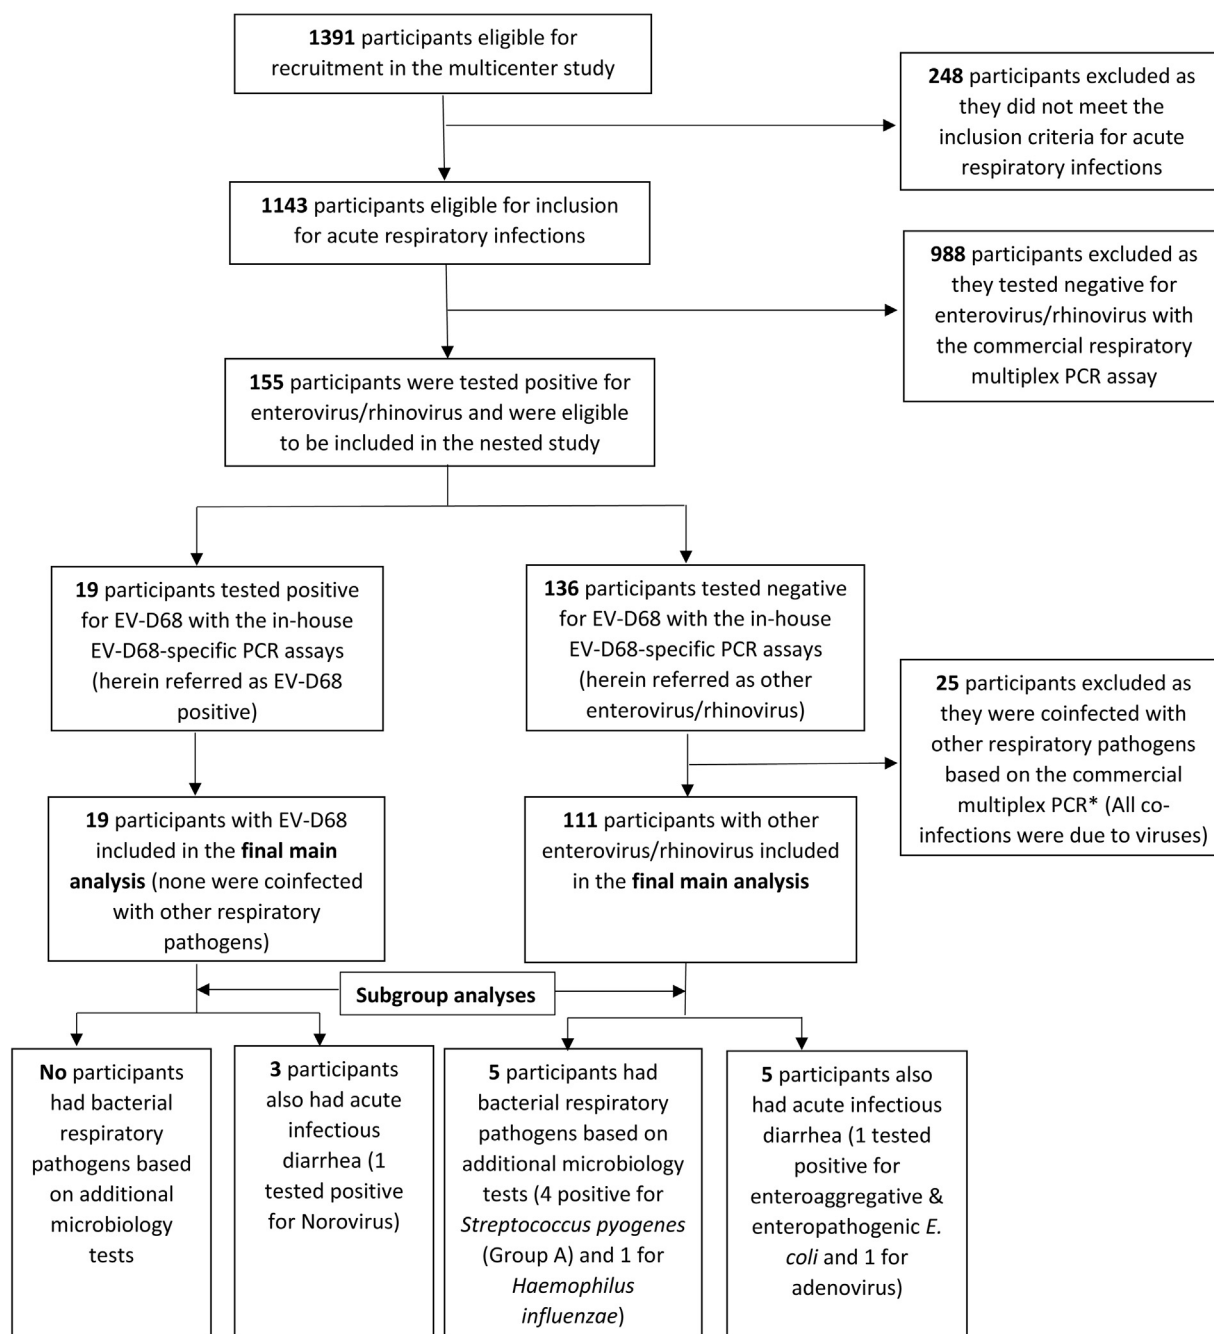 1391 participants eligible for
recruitment in the multicenter study
248 participants excluded as
they did not meet the
inclusion criteria for acute
respiratory infections
1143 participants eligible for inclusion
for acute respiratory infections
988 participants excluded as
they tested negative for
enterovirus/rhinovirus with
the commercial respiratory
multiplex PCR assay
155 participants were tested positive for
enterovirus/rhinovirus and were eligible
to be included in the nested study
19 participants tested positive
for EV-D68 with the in-house
EV-D68-specific PCR assays
(herein referred as EV-D68
positive)
136 participants tested negative
for EV-D68 with the in-house
EV-D68-specific PCR assays
(herein referred as other
enterovirus/rhinovirus)
25 participants excluded as
they were coinfected with
other respiratory pathogens
based on the commercial
multiplex PCR* (All co-
infections were due to viruses)
19 participants with EV-D68
included in the final main
analysis (none were coinfected
with other respiratory
pathogens)
111 participants with other
enterovirus/rhinovirus included
in the final main analysis
Subgroup analyses
No participants
had bacterial
respiratory
pathogens based
on additional
microbiology
tests
3 participants
also had acute
infectious
diarrhea (1
tested positive
for Norovirus)
5 participants had
bacterial respiratory
pathogens based on
additional microbiology
tests (4 positive for
Streptococcus pyogenes
(Group A) and 1 for
Haemophilus
influenzae)
5 participants also
had acute infectious
diarrhea (1 tested
positive for
enteroaggregative &
enteropathogenic E.
coli and 1 for
adenovirus)